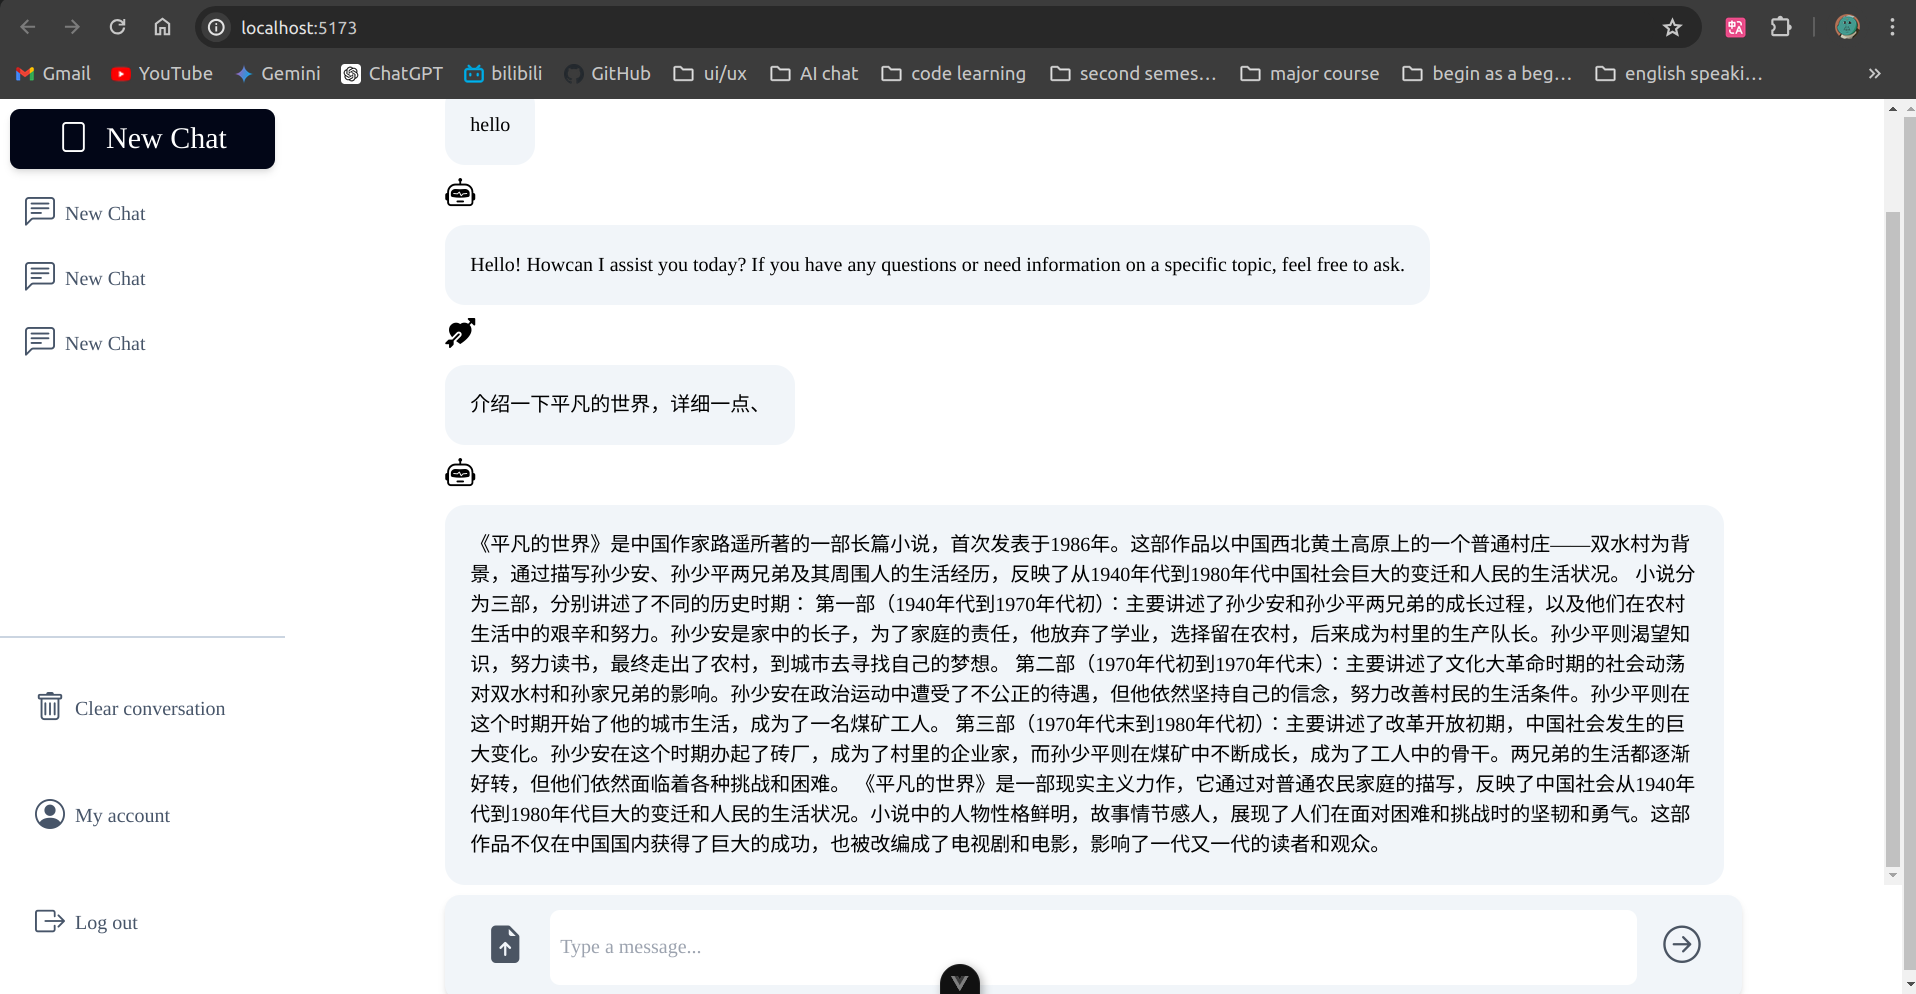 localhost:5173
Gmail
YouTube
Gemini
ChatGPT
bilibili
GitHub
ui/ux
AI chat
code learning
second semes...
major course
begin as a beg...
english speaki...
»
New Chat
New Chat
New Chat
New Chat
Clear conversation
My account
Log out
hello
Hello! Howcan I assist you today? If you have any questions or need information on a specific topic, feel free to ask.
介绍一下平凡的世界，详细一点、
《平凡的世界》是中国作家路遥所著的一部长篇小说，首次发表于1986年。这部作品以中国西北黄土高原上的一个普通村庄——双水村为背
景，通过描写孙少安、孙少平两兄弟及其周围人的生活经历，反映了从1940年代到1980年代中国社会巨大的变迁和人民的生活状况。 小说分
为三部，分别讲述了不同的历史时期： 第一部（1940年代到1970年代初）：主要讲述了孙少安和孙少平两兄弟的成长过程，以及他们在农村
生活中的艰辛和努力。孙少安是家中的长子，为了家庭的责任，他放弃了学业，选择留在农村，后来成为村里的生产队长。孙少平则渴望知
识，努力读书，最终走出了农村，到城市去寻找自己的梦想。 第二部（1970年代初到1970年代末）：主要讲述了文化大革命时期的社会动荡
对双水村和孙家兄弟的影响。孙少安在政治运动中遭受了不公正的待遇，但他依然坚持自己的信念，努力改善村民的生活条件。孙少平则在
这个时期开始了他的城市生活，成为了一名煤矿工人。 第三部（1970年代末到1980年代初）：主要讲述了改革开放初期，中国社会发生的巨
大变化。孙少安在这个时期办起了砖厂，成为了村里的企业家，而孙少平则在煤矿中不断成长，成为了工人中的骨干。两兄弟的生活都逐渐
好转，但他们依然面临着各种挑战和困难。 《平凡的世界》是一部现实主义力作，它通过对普通农民家庭的描写，反映了中国社会从1940年
代到1980年代巨大的变迁和人民的生活状况。小说中的人物性格鲜明，故事情节感人，展现了人们在面对困难和挑战时的坚韧和勇气。这部
作品不仅在中国国内获得了巨大的成功，也被改编成了电视剧和电影，影响了一代又一代的读者和观众。
Type a message...